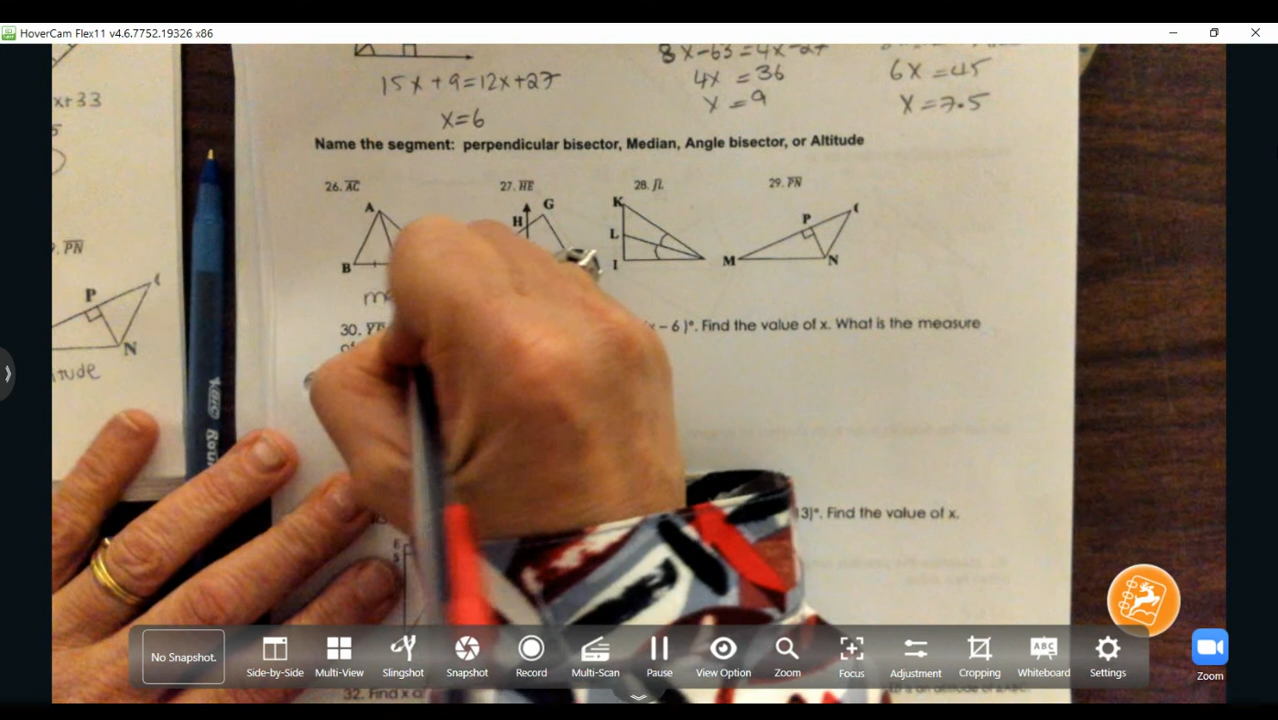 HoverCam Flex11 v4.6.7752.19326 x86
8x-63=4x-27
15x+9=12x+27
4x=36
6x=45
x+33
x=9
x=7.5
x=6
Name the segment: perpendicular bisector, Median, Angle bisector, or Altitude
26. AC
27. HE
28. JL
29. PN
A
H
G
K
P
L
B
I
M
N
PN
P
N
30.
– 6 )°. Find the value of x. What is the measure
13)°. Find the value of x.
E
S
No Snapshot.
Side-by-Side
Multi-View
Slingshot
Snapshot
Record
Multi-Scan
Pause
View Option
Zoom
Focus
Adjustment
Cropping
ABC
Whiteboard
Settings
Zoom
32. Find x